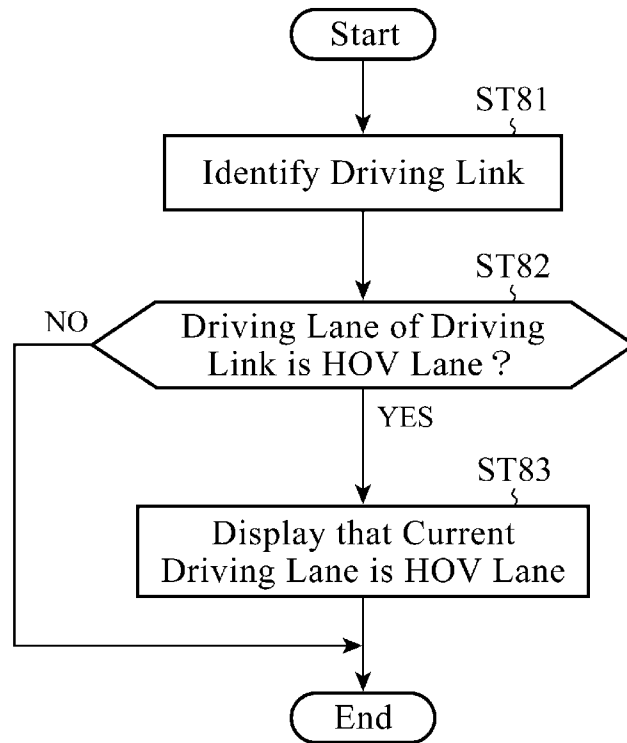 Start
ST81
Identify Driving Link
ST82
NO
Driving Lane of Driving
Link is HOV Lane?
YES
ST83
Display that Current
Driving Lane is HOV Lane
End